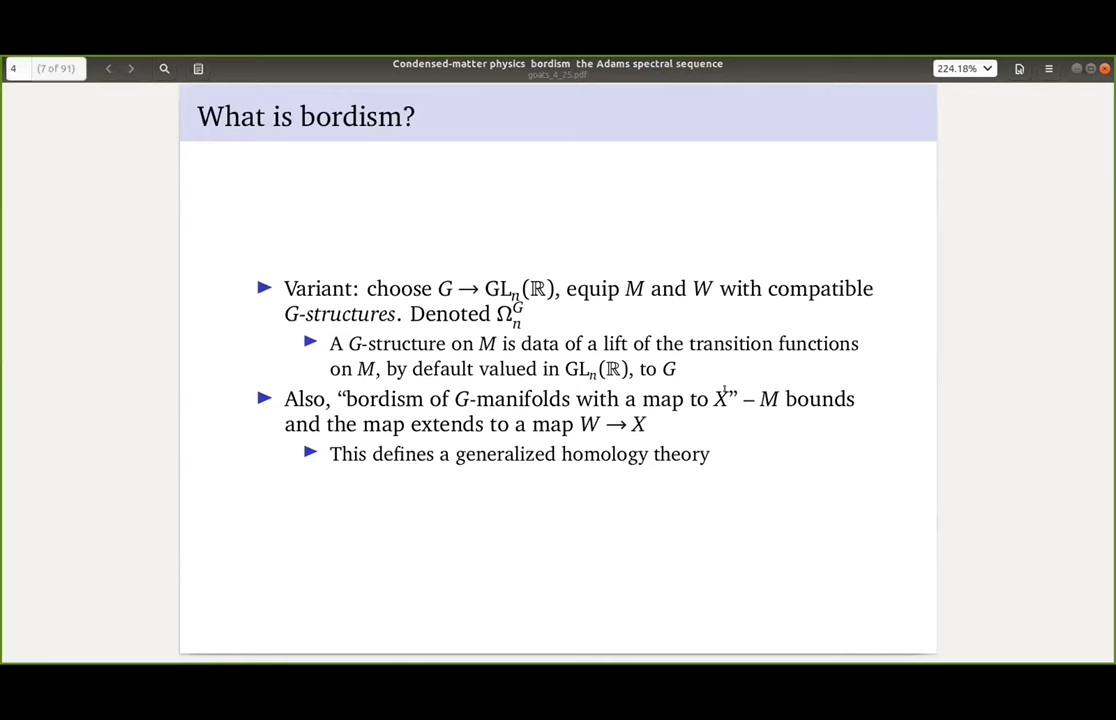 4 (7 of 91)
Condensed-matter physics bordism the Adams spectral sequence
goats_4_25.pdf
224.18%
What is bordism?
Variant: choose G → GLₙ(ℝ), equip M and W with compatible
G-structures. Denoted Ωₙᴳ
A G-structure on M is data of a lift of the transition functions
on M, by default valued in GLₙ(ℝ), to G
Also, “bordism of G-manifolds with a map to X” – M bounds
and the map extends to a map W → X
This defines a generalized homology theory